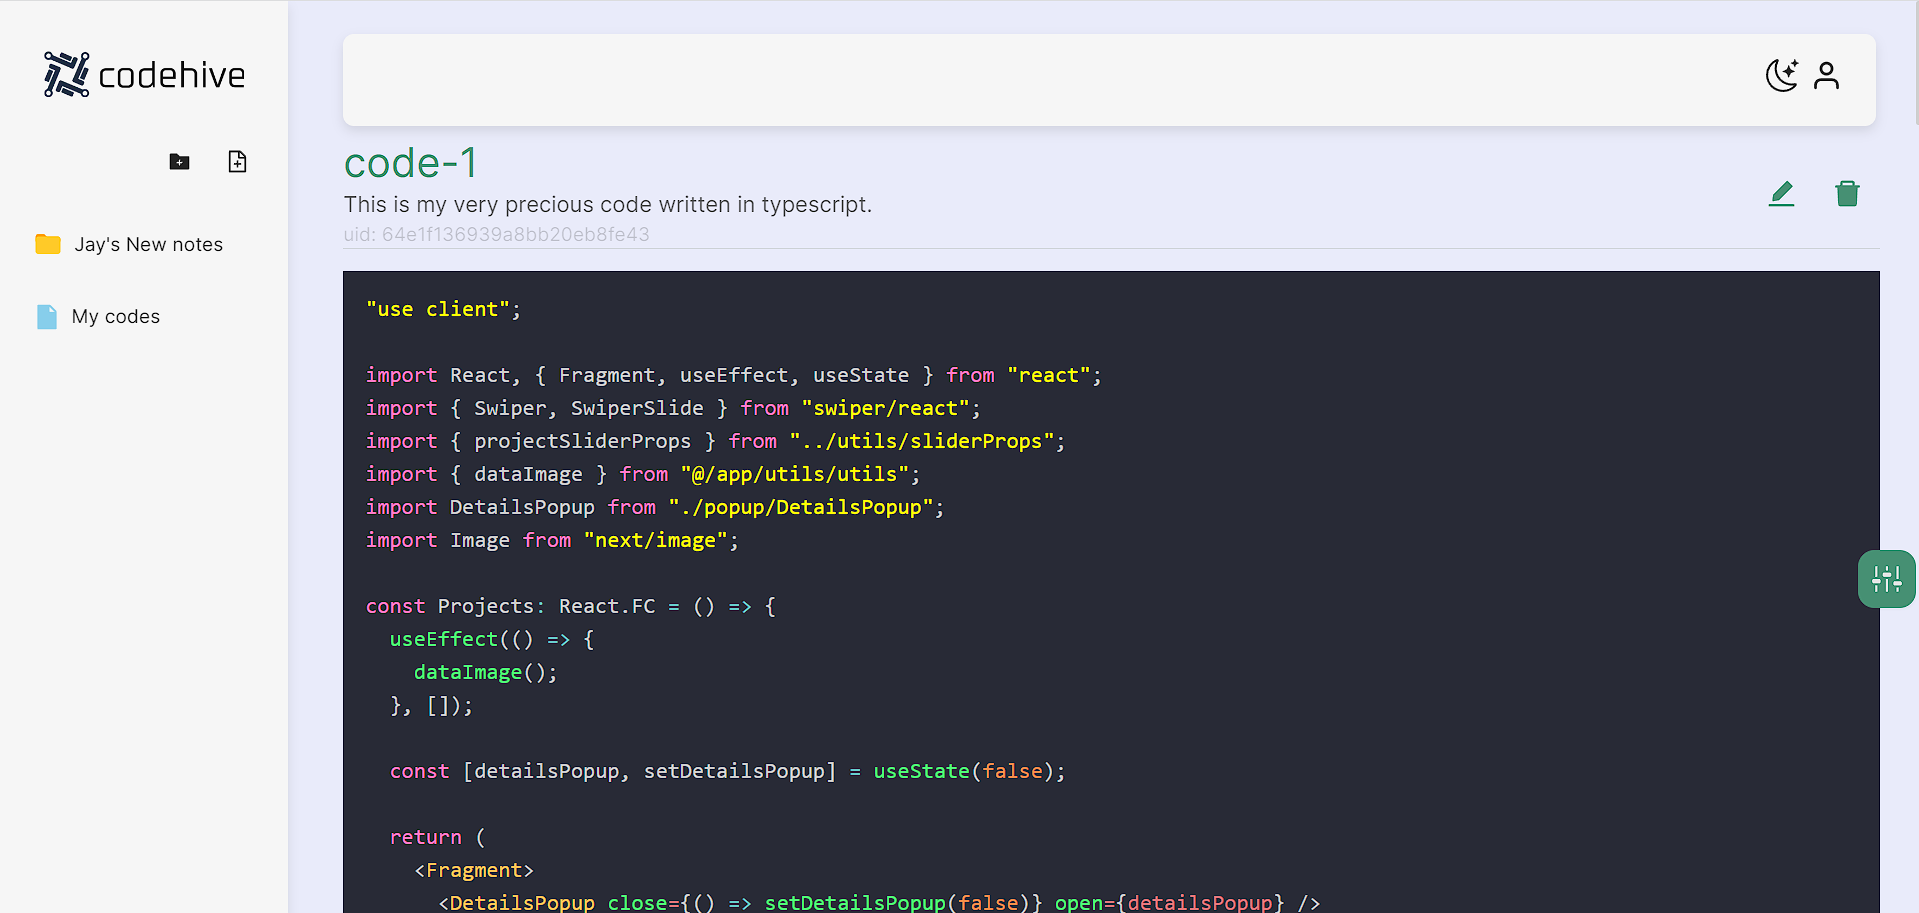 codehive
Jay's New notes
My codes
code-1
This is my very precious code written in typescript.
uid: 64e1f136939a8bb20eb8fe43
"use client";
import React, { Fragment, useEffect, useState } from "react";
import { Swiper, SwiperSlide } from "swiper/react";
import { projectSliderProps } from "../utils/sliderProps";
import { dataImage } from "@/app/utils/utils";
import DetailsPopup from "./popup/DetailsPopup";
import Image from "next/image";
const Projects: React.FC = () => {
  useEffect(() => {
    dataImage();
  }, []);
  const [detailsPopup, setDetailsPopup] = useState(false);
  return (
    <Fragment>
      <DetailsPopup close={() => setDetailsPopup(false)} open={detailsPopup} />